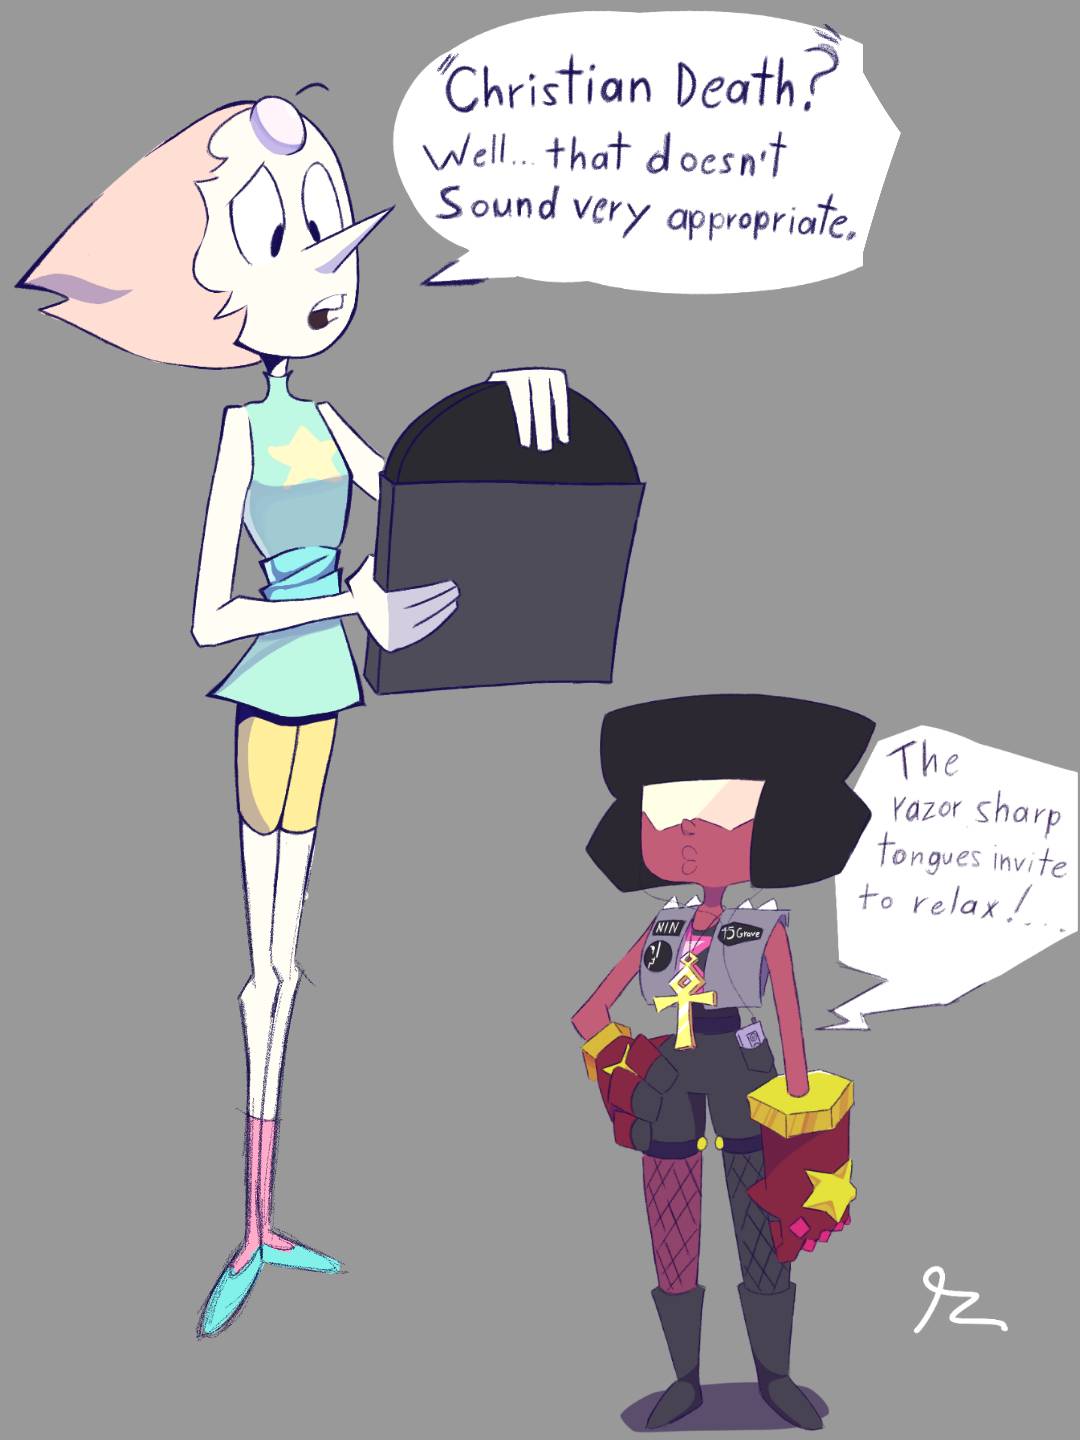 "Christian Death?"
Well... that doesn't
Sound very appropriate.
The
razor sharp
tongues invite
to relax!...
NIN
45 Grave